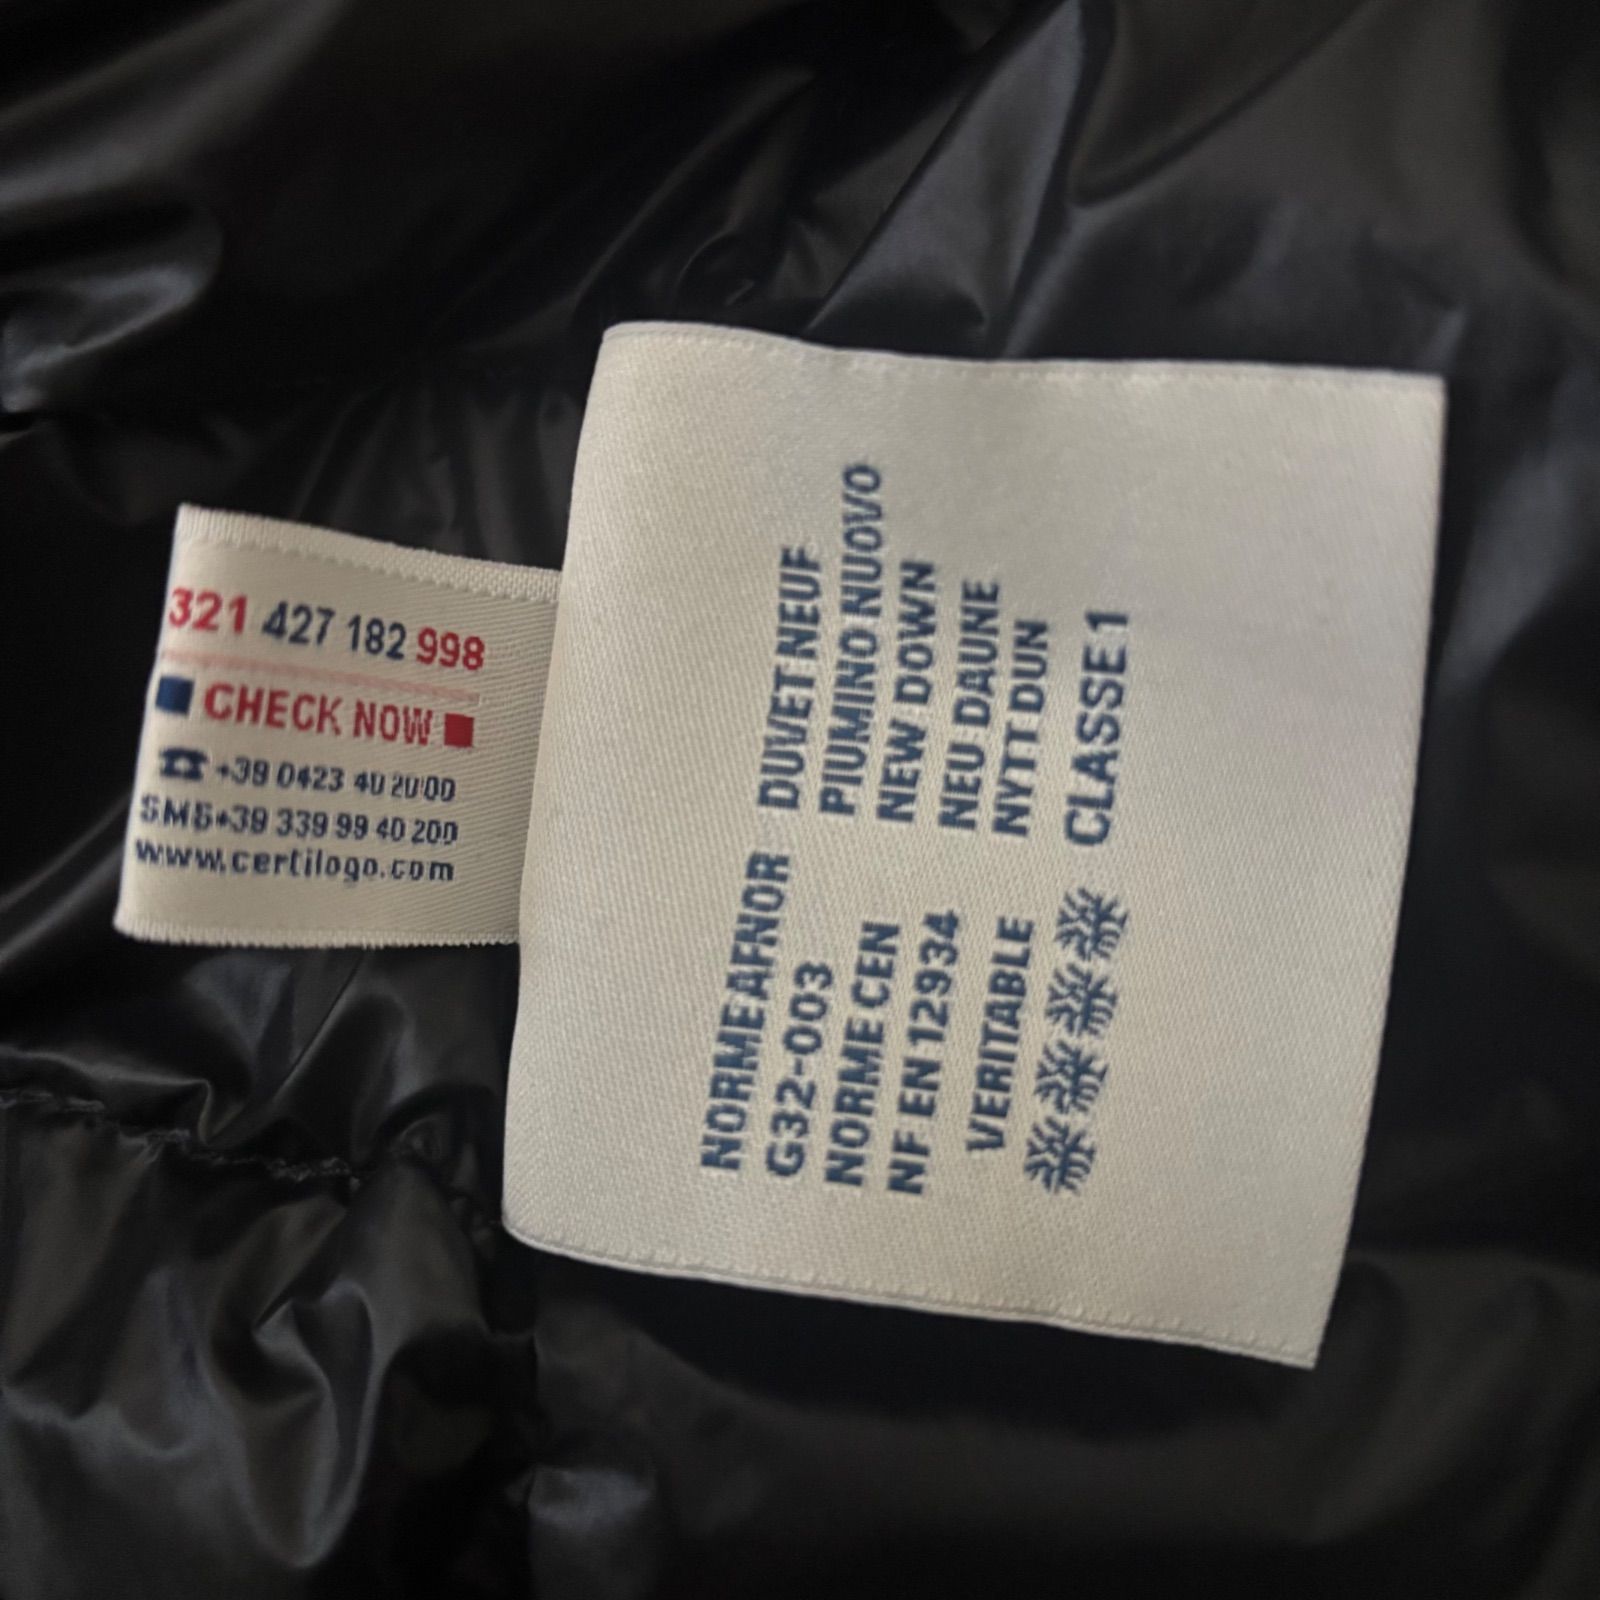 321 427 182 998
CHECK NOW
+39 0423 40 2000
SMS+39 339 99 40 200
www.certilogo.com
NORME AFNOR
G32-003
NORME CEN
NF EN 12934
VERITABLE
DUVET NEUF
PIUMINO NUOVO
NEW DOWN
NEU DAUNE
NYTT DUN
CLASSE 1